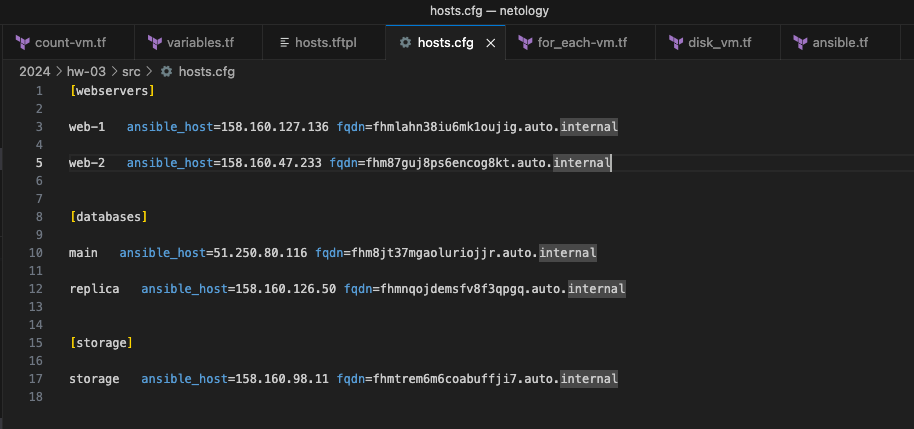 hosts.cfg — netology
count-vm.tf variables.tf hosts.tftpl hosts.cfg for_each-vm.tf disk_vm.tf ansible.tf
2024 > hw-03 > src > hosts.cfg
1 [webservers]
2
3 web-1 ansible_host=158.160.127.136 fqdn=fhmlahn38iu6mk1oujig.auto.internal
4
5 web-2 ansible_host=158.160.47.233 fqdn=fhm87guj8ps6encog8kt.auto.internal
6
7
8 [databases]
9
10 main ansible_host=51.250.80.116 fqdn=fhm8jt37mgaoluriojjr.auto.internal
11
12 replica ansible_host=158.160.126.50 fqdn=fhmnqojdemsfv8f3qpgq.auto.internal
13
14
15 [storage]
16
17 storage ansible_host=158.160.98.11 fqdn=fhmtrem6m6coabuffji7.auto.internal
18